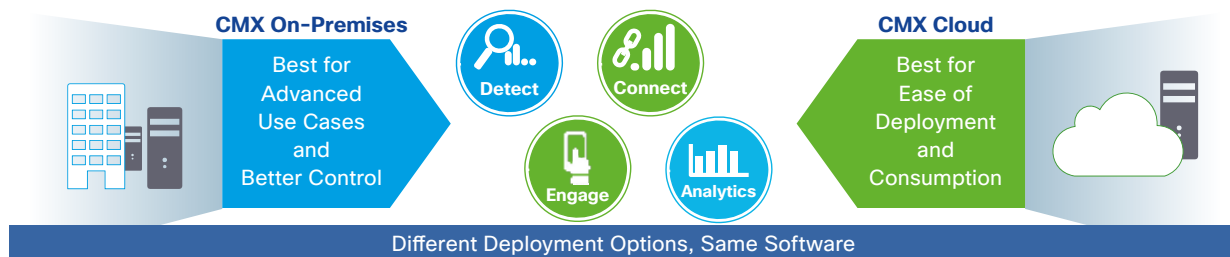 CMX On-Premises
Best for
Advanced
Use Cases
and
Better Control
Detect
Connect
Engage
Analytics
CMX Cloud
Best for
Ease of
Deployment
and
Consumption
Different Deployment Options, Same Software